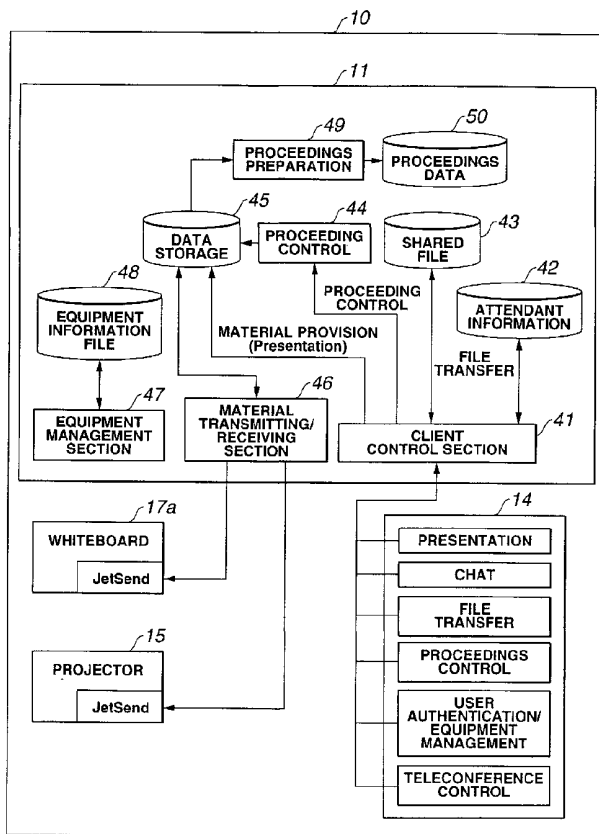 10
11
49
PROCEEDINGS
PREPARATION
50
PROCEEDINGS
DATA
45
DATA
STORAGE
44
PROCEEDING
CONTROL
43
SHARED
FILE
48
EQUIPMENT
INFORMATION
FILE
PROCEEDING
CONTROL
42
ATTENDANT
INFORMATION
MATERIAL PROVISION
(Presentation)
FILE
TRANSFER
47
EQUIPMENT
MANAGEMENT
SECTION
46
MATERIAL
TRANSMITTING/
RECEIVING
SECTION
41
CLIENT
CONTROL SECTION
17a
WHITEBOARD
JetSend
15
PROJECTOR
JetSend
14
PRESENTATION
CHAT
FILE
TRANSFER
PROCEEDINGS
CONTROL
USER
AUTHENTICATION/
EQUIPMENT
MANAGEMENT
TELECONFERENCE
CONTROL